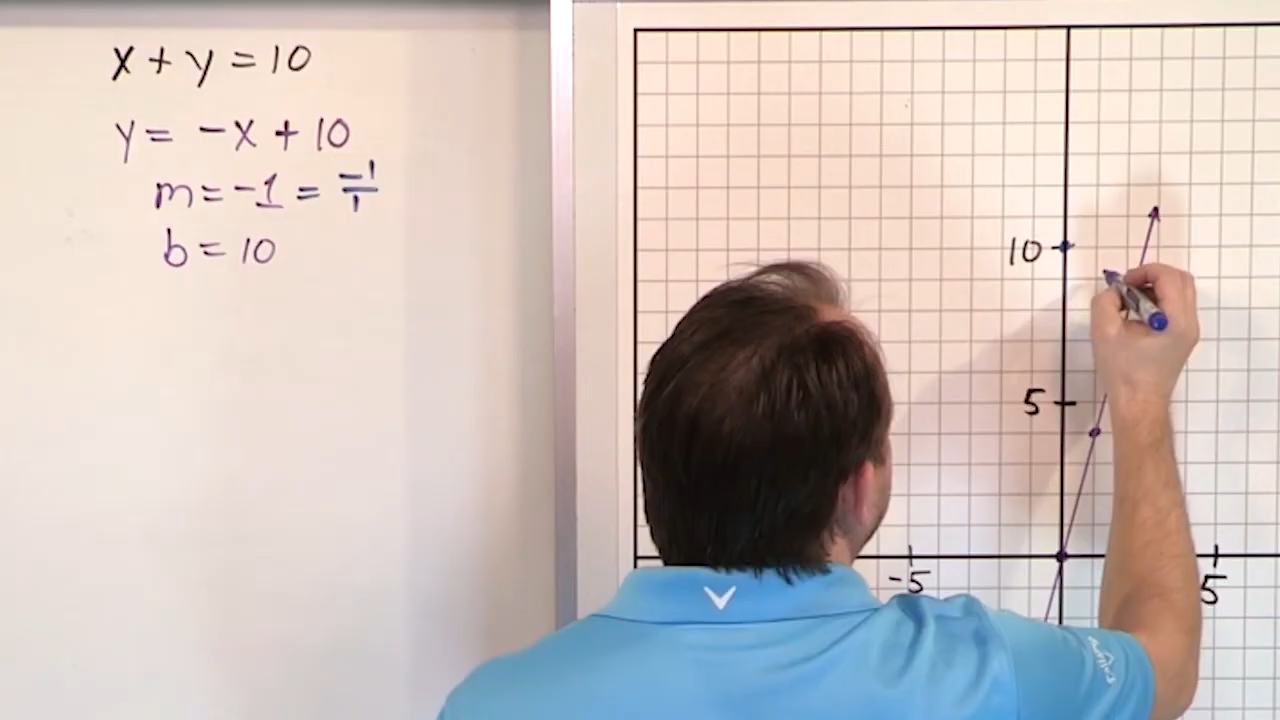 x + y = 10
y = -x + 10
m = -1 = -1/1
b = 10
10
5
-5
5